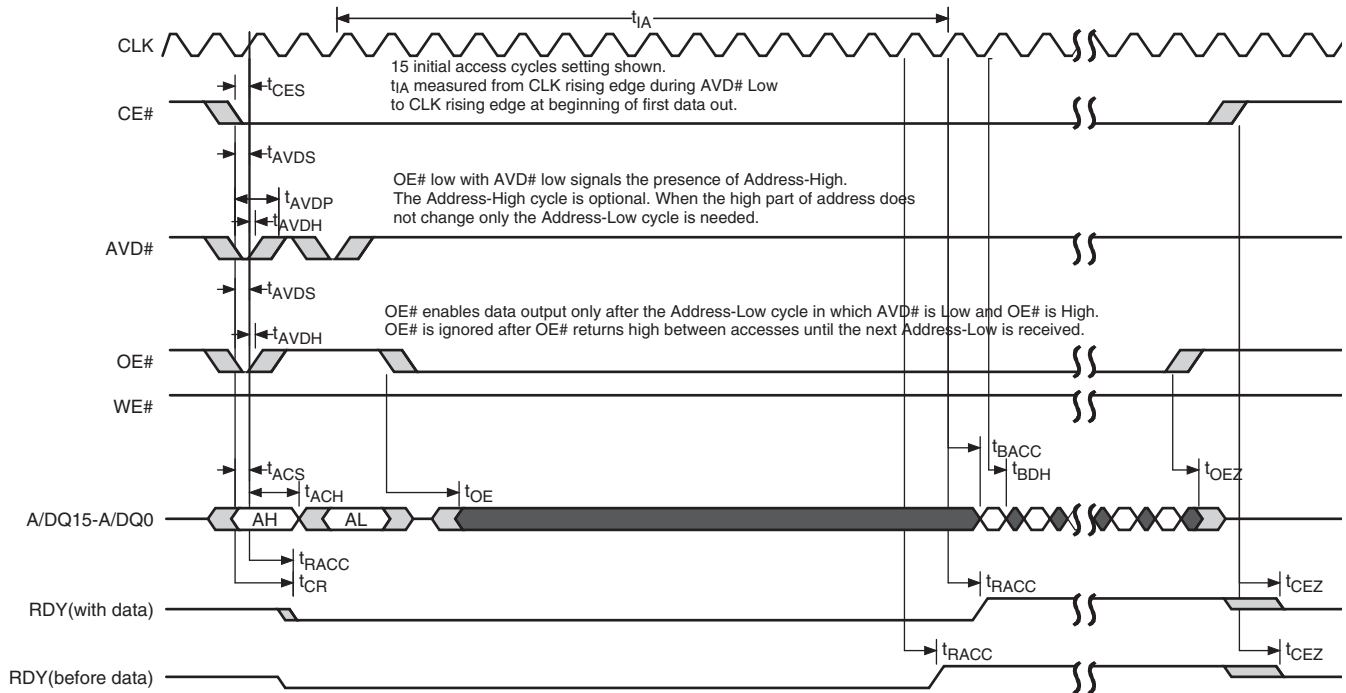 tIA
CLK
15 initial access cycles setting shown.
tIA measured from CLK rising edge during AVD# Low
to CLK rising edge at beginning of first data out.
tCES
CE#
tAVDS
OE# low with AVD# low signals the presence of Address-High.
The Address-High cycle is optional. When the high part of address does
not change only the Address-Low cycle is needed.
tAVDP
tAVDH
AVD#
tAVDS
OE# enables data output only after the Address-Low cycle in which AVD# is Low and OE# is High.
OE# is ignored after OE# returns high between accesses until the next Address-Low is received.
tAVDH
OE#
WE#
tBACC
tACS
tBDH
tOEZ
tACH
tOE
A/DQ15-A/DQ0
AH
AL
tRACC
tCR
tRACC
tCEZ
RDY(with data)
tRACC
tCEZ
RDY(before data)